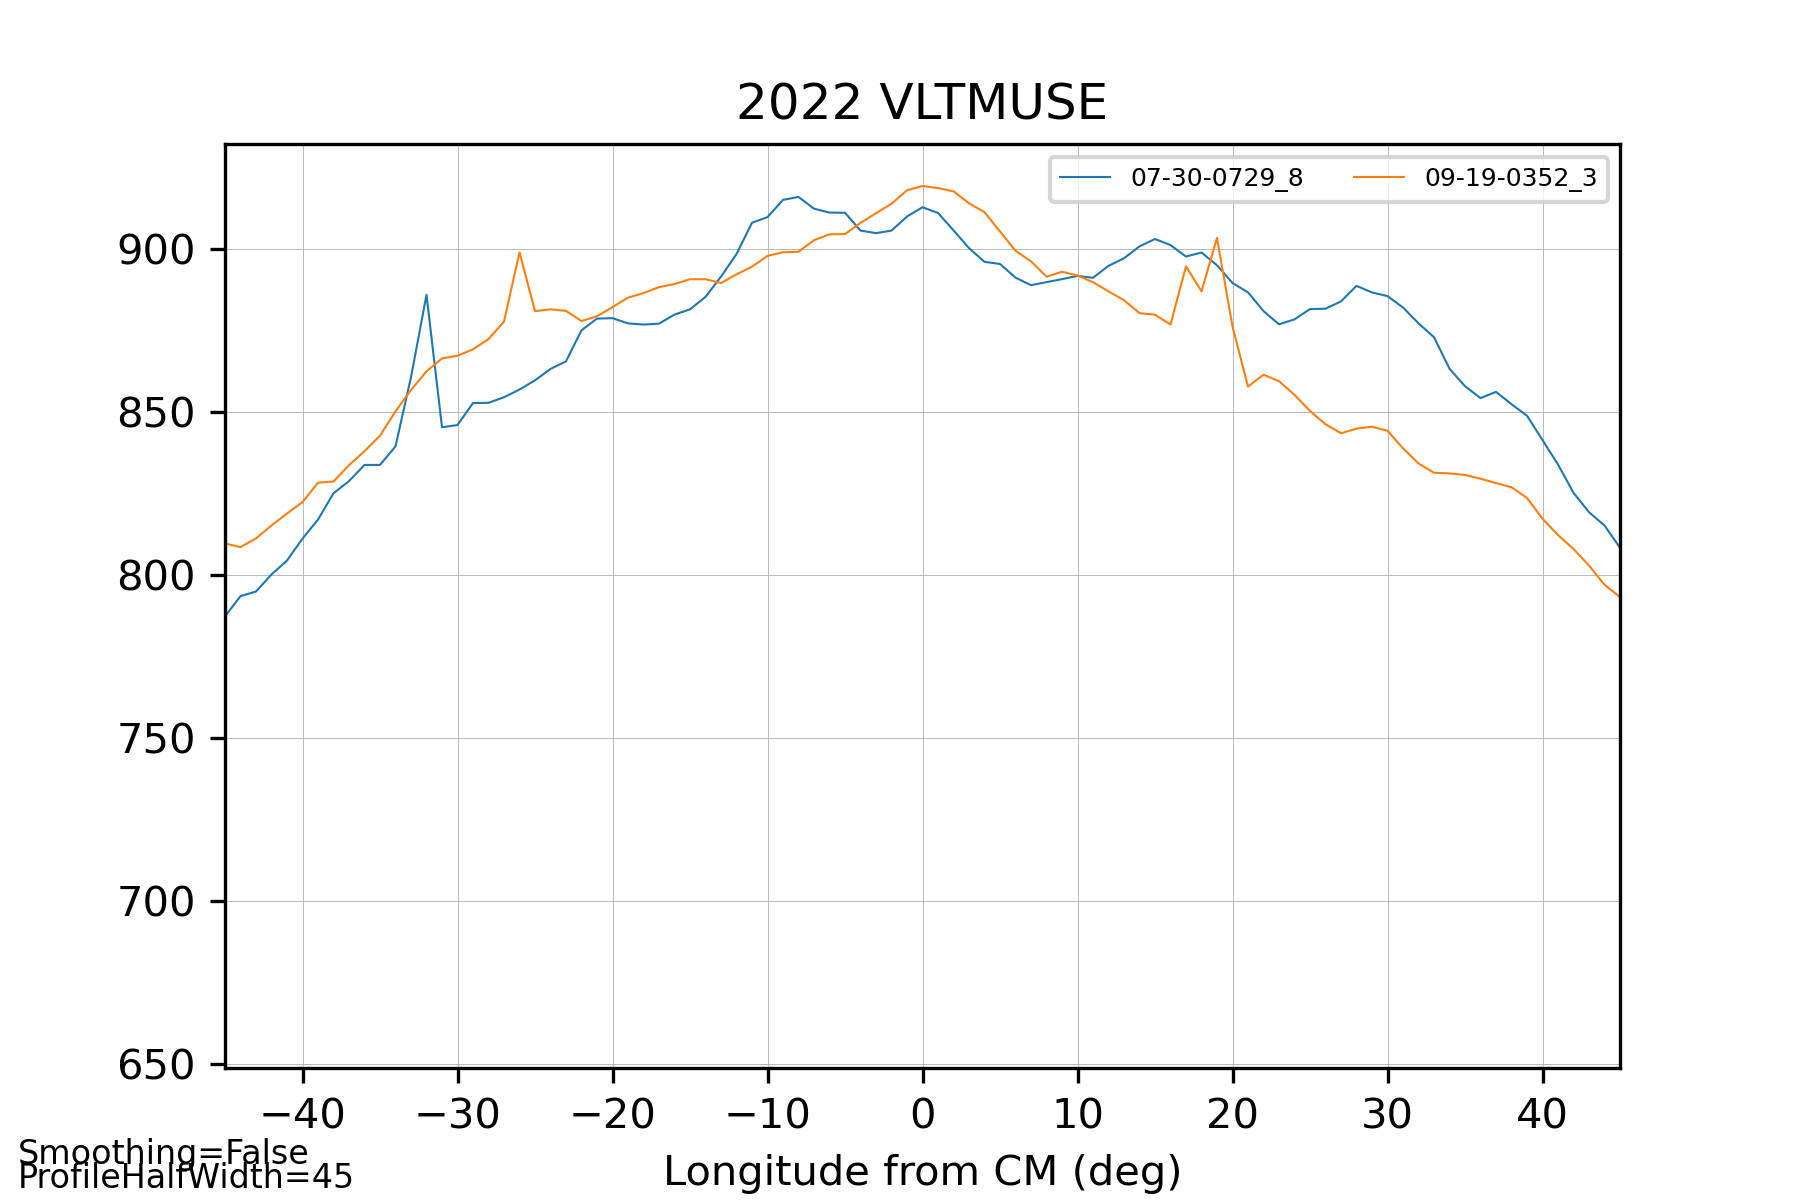 2022 VLTMUSE
07-30-0729_8 09-19-0352_3
900
850
800
750
700
650
−40 −30 −20 −10 0 10 20 30 40
Longitude from CM (deg)
Smoothing=False
ProfileHalfWidth=45